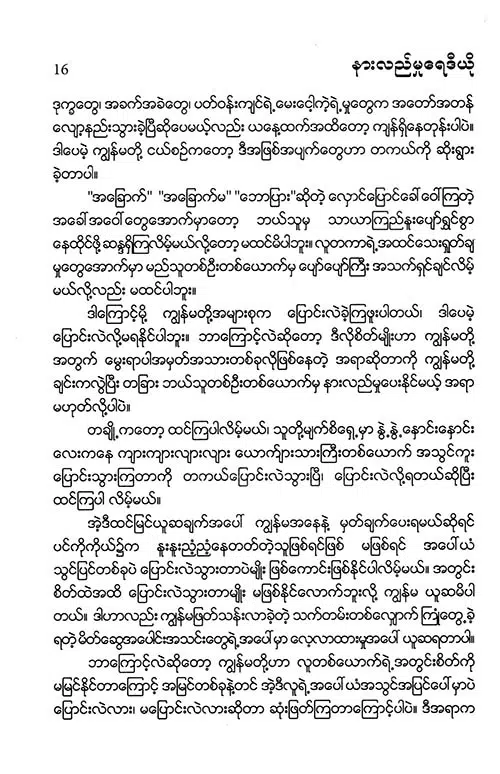 16
နားလည်မှုရေဒီယို
ဒုက္ခတွေ၊ အခက်အခဲတွေ၊ ပတ်ဝန်းကျင်ရဲ့ မေးငေါ့ကဲ့ရဲ့မှုတွေက အတော်အတန်
လျော့နည်းသွားခဲ့ပြီဆိုပေမယ့်လည်း ယနေ့ထက်အထိတော့ ကျန်ရှိနေတုန်းပါပဲ။
ဒါပေမဲ့ ကျွန်မတို့ ငယ်စဉ်ကတော့ ဒီအဖြစ်အပျက်တွေဟာ တကယ်ကို ဆိုးရွား
ခဲ့တာပါ။
"အခြောက်" "အခြောက်မ" "ဘောပြား"ဆိုတဲ့ လှောင်ပြောင်ခေါ်ဝေါ်ကြတဲ့
အခေါ်အဝေါ်တွေအောက်မှာတော့ ဘယ်သူမှ သာယာကြည်နူးပျော်ရွှင်စွာ
နေထိုင်ဖို့ ဆန္ဒရှိကြလိမ့်မယ်လို့တော့ မထင်မိပါဘူး။ လူတကာရဲ့ အထင်သေးရှုတ်ချ
မှုတွေအောက်မှာ မည်သူတစ်ဦးတစ်ယောက်မှ ပျော်ပျော်ကြီး အသက်ရှင်ချင်လိမ့်
မယ်လို့လည်း မထင်ပါဘူး။
ဒါကြောင့်မို့ ကျွန်မတို့အများစုက ပြောင်းလဲခဲ့ကြဖူးပါတယ်၊ ဒါပေမဲ့
ပြောင်းလဲလို့မရနိုင်ပါဘူး။ ဘာကြောင့်လဲဆိုတော့ ဒီလိုစိတ်မျိုးဟာ ကျွန်မတို့
အတွက် မွေးရာပါအမှတ်အသားတစ်ခုလိုဖြစ်နေတဲ့ အရာဆိုတာကို ကျွန်မတို့
ချင်းကလွဲပြီး တခြား ဘယ်သူတစ်ဦးတစ်ယောက်မှ နားလည်မှုပေးနိုင်မယ့် အရာ
မဟုတ်လို့ပါပဲ။
တချို့ကတော့ ထင်ကြပါလိမ့်မယ်၊ သူတို့မျက်စိရှေ့မှာ နွဲ့နွဲ့နှောင်းနှောင်း
လေးကနေ ကျားကျားလျားလျား ယောက်ျားသားကြီးတစ်ယောက် အသွင်ကူး
ပြောင်းသွားကြတာကို တကယ်ပြောင်းလဲသွားပြီ၊ ပြောင်းလဲလို့ရတယ်ဆိုပြီး
ထင်ကြပါ လိမ့်မယ်။
အဲ့ဒီထင်မြင်ယူဆချက်အပေါ် ကျွန်မအနေနဲ့ မှတ်ချက်ပေးရမယ်ဆိုရင်
ပင်ကိုကိုယ်၌က နူးနူးညံ့ညံ့နေတတ်တဲ့သူဖြစ်ရင်ဖြစ် မဖြစ်ရင် အပေါ်ယံ
သွင်ပြင်တစ်ခုပဲ ပြောင်းလဲသွားတာပဲမျိုး ဖြစ်ကောင်းဖြစ်နိုင်ပါလိမ့်မယ်။ အတွင်း
စိတ်ထဲအထိ ပြောင်းလဲသွားတာမျိုး မဖြစ်နိုင်လောက်ဘူးလို့ ကျွန်မ ယူဆမိပါ
တယ်။ ဒါဟာလည်း ကျွန်မဖြတ်သန်းလာခဲ့တဲ့ သက်တမ်းတစ်လျှောက် ကြုံတွေ့ခဲ့
ရတဲ့ မိတ်ဆွေအပေါင်းအသင်းတွေရဲ့ အပေါ်မှာ လေ့လာထားမှုအပေါ် ယူဆရတာပါ။
ဘာကြောင့်လဲဆိုတော့ ကျွန်မတို့ဟာ လူတစ်ယောက်ရဲ့ အတွင်းစိတ်ကို
မမြင်နိုင်တာကြောင့် အမြင်တစ်ခုနဲ့တင် အဲ့ဒီလူရဲ့ အပေါ်ယံအသွင်အပြင်ပေါ်မှာပဲ
ပြောင်းလဲလား၊ မပြောင်းလဲလားဆိုတာ ဆုံးဖြတ်ကြတာကြောင့်ပါပဲ။ ဒီအရာက